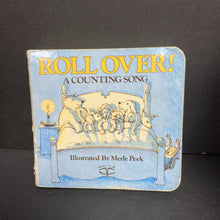 ROLL OVER!
A COUNTING SONG
Illustrated By Merle Peek